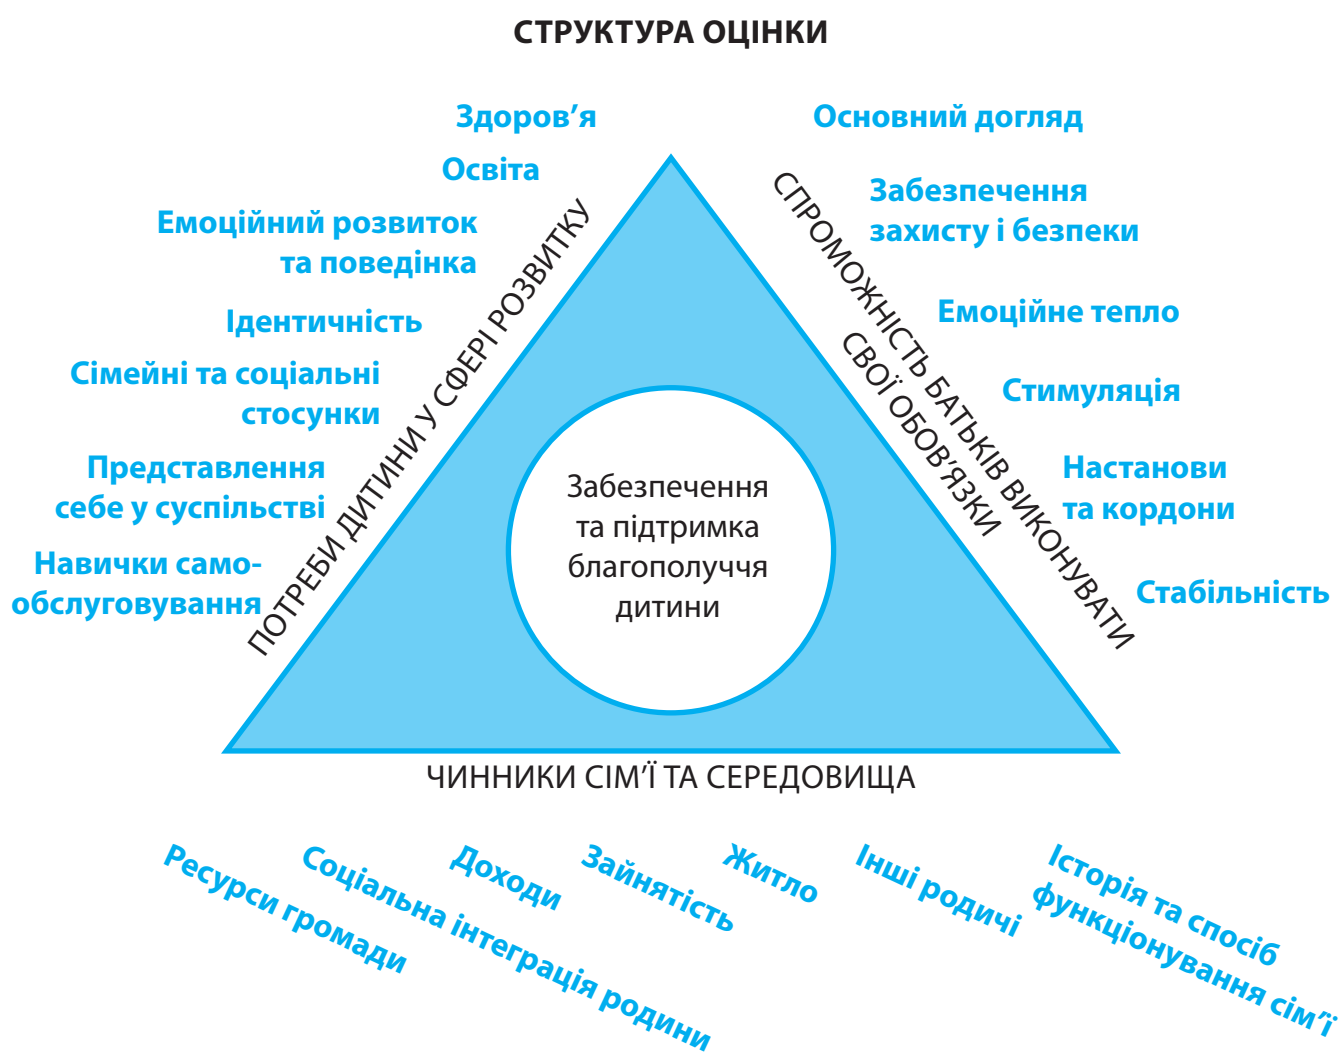 СТРУКТУРА ОЦІНКИ
Здоров’я
Освіта
Емоційний розвиток
та поведінка
Ідентичність
Сімейні та соціальні
стосунки
Представлення
себе у суспільстві
Навички само-
обслуговування
ПОТРЕБИ ДИТИНИ У СФЕРІ РОЗВИТКУ
Основний догляд
Забезпечення
захисту і безпеки
Емоційне тепло
Стимуляція
Настанови
та кордони
Стабільність
СПРОМОЖНІСТЬ БАТЬКІВ ВИКОНУВАТИ
СВОЇ ОБОВ’ЯЗКИ
Забезпечення
та підтримка
благополуччя
дитини
ЧИННИКИ СІМ’Ї ТА СЕРЕДОВИЩА
Ресурси громади
Соціальна інтеграція родини
Доходи
Зайнятість
Житло
Інші родичі
Історія та спосіб
функціонування сім’ї